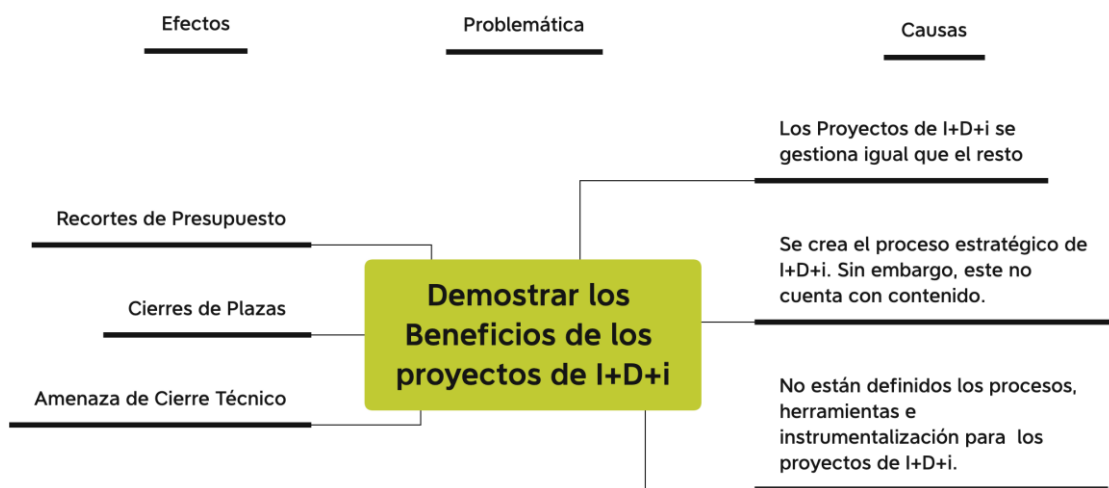 Efectos
Problemática
Causas
Los Proyectos de I+D+i se
gestiona igual que el resto
Recortes de Presupuesto
Se crea el proceso estratégico de
I+D+i. Sin embargo, este no
cuenta con contenido.
Demostrar los
Beneficios de los
proyectos de I+D+i
Cierres de Plazas
Amenaza de Cierre Técnico
No están definidos los procesos,
herramientas e
instrumentalización para los
proyectos de I+D+i.